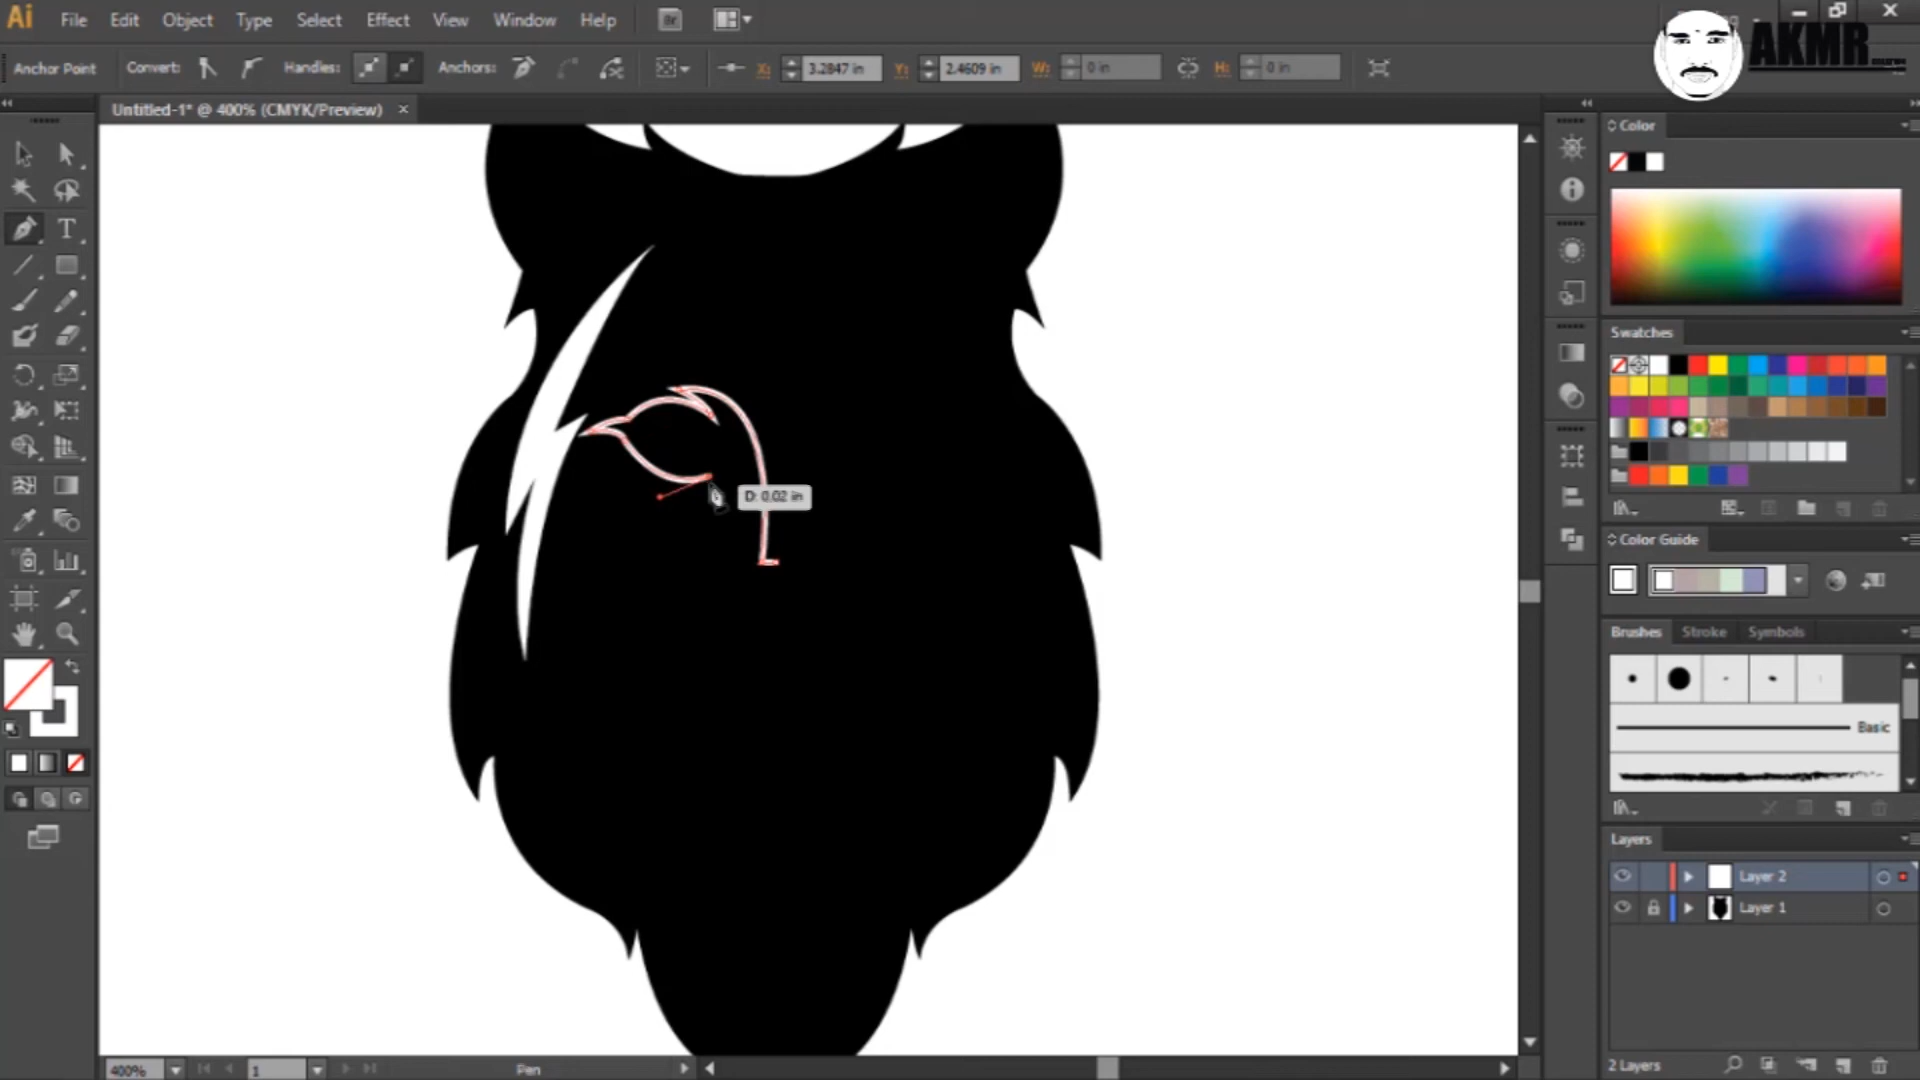 Ai File Edit Object Type Select Effect View Window Help Br
AKMR
Anchor Point Convert: Handles: Anchors: X: 3.2847 in Y: 2.4609 in W: 0 in H: 0 in
Untitled-1* @ 400% (CMYK/Preview) ×
Color
Swatches
D: 0.02 in
Color Guide
Brushes Stroke Symbols
Basic
Layers
Layer 2
Layer 1
2 Layers
400% 1 Pen